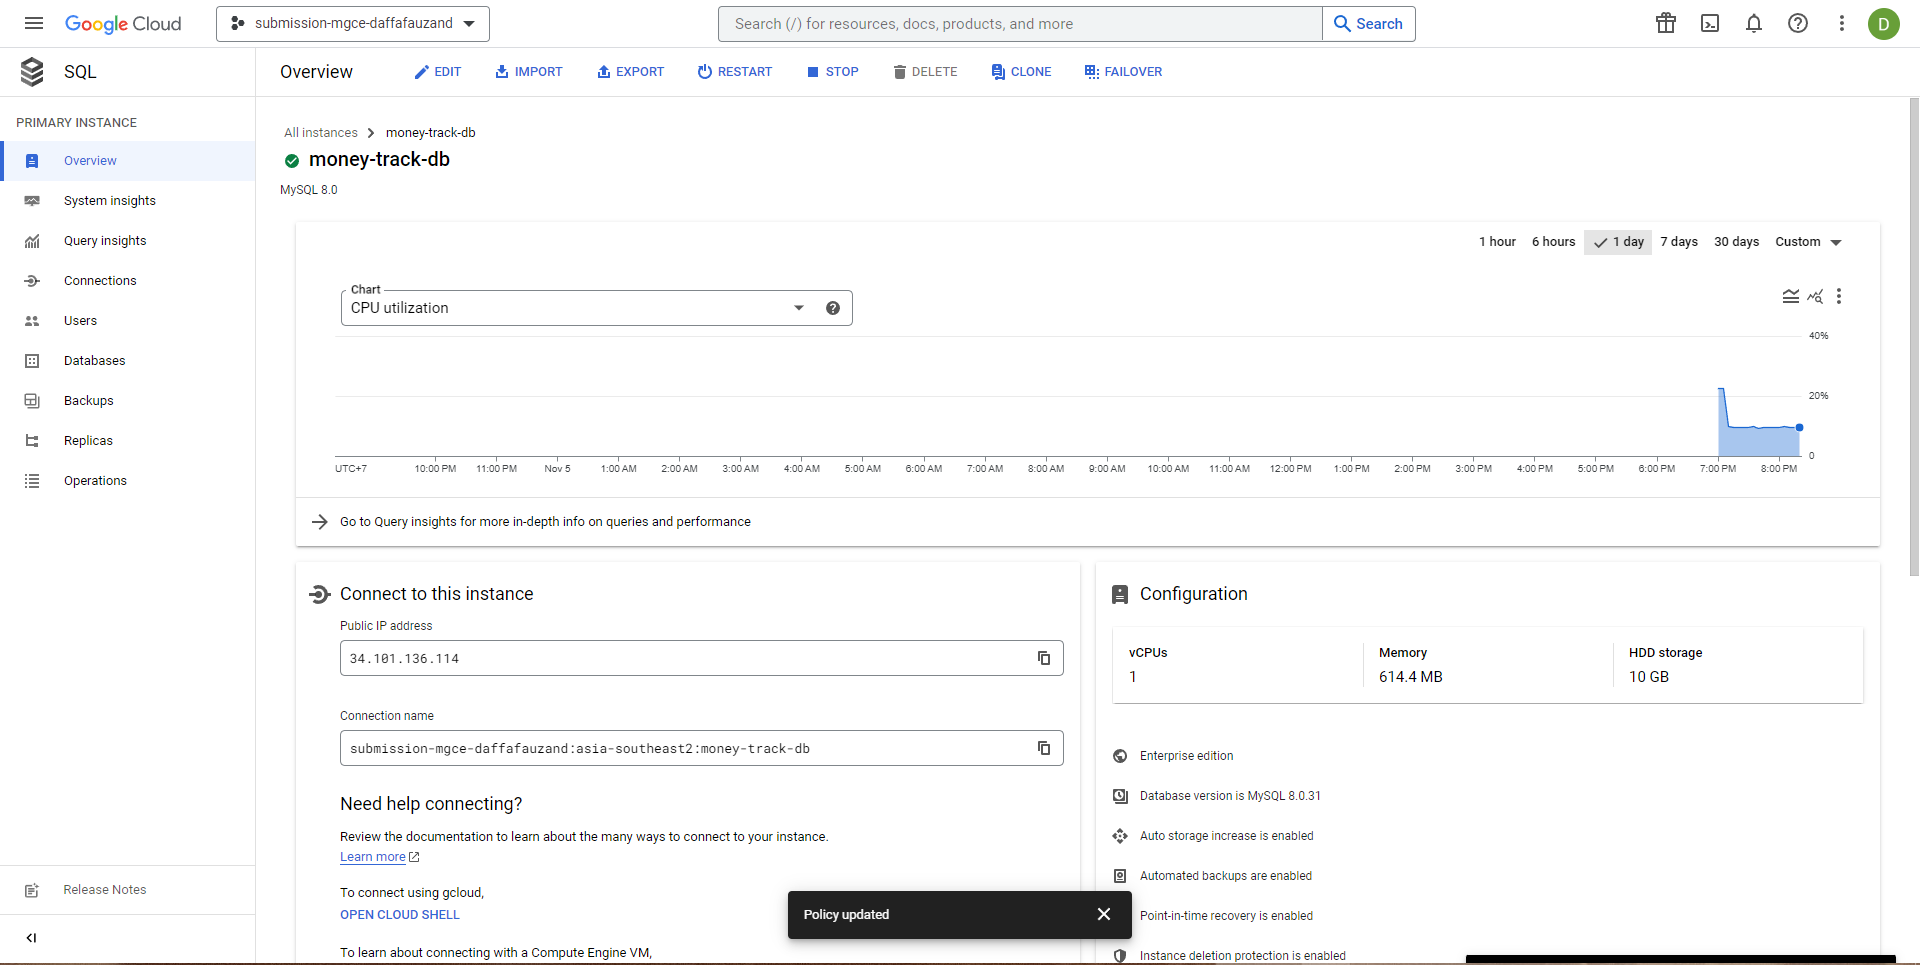 Google Cloud
submission-mgce-daffafauzand
Search (/) for resources, docs, products, and more
Search
D
SQL
Overview
EDIT
IMPORT
EXPORT
RESTART
STOP
DELETE
CLONE
FAILOVER
PRIMARY INSTANCE
Overview
System insights
Query insights
Connections
Users
Databases
Backups
Replicas
Operations
Release Notes
All instances
money-track-db
money-track-db
MySQL 8.0
1 hour
6 hours
1 day
7 days
30 days
Custom
Chart
CPU utilization
40%
20%
0
UTC+7
10:00 PM
11:00 PM
Nov 5
1:00 AM
2:00 AM
3:00 AM
4:00 AM
5:00 AM
6:00 AM
7:00 AM
8:00 AM
9:00 AM
10:00 AM
11:00 AM
12:00 PM
1:00 PM
2:00 PM
3:00 PM
4:00 PM
5:00 PM
6:00 PM
7:00 PM
8:00 PM
Go to Query insights for more in-depth info on queries and performance
Connect to this instance
Public IP address
34.101.136.114
Connection name
submission-mgce-daffafauzand:asia-southeast2:money-track-db
Need help connecting?
Review the documentation to learn about the many ways to connect to your instance.
Learn more
To connect using gcloud,
OPEN CLOUD SHELL
To learn about connecting with a Compute Engine VM,
Configuration
vCPUs
1
Memory
614.4 MB
HDD storage
10 GB
Enterprise edition
Database version is MySQL 8.0.31
Auto storage increase is enabled
Automated backups are enabled
Point-in-time recovery is enabled
Instance deletion protection is enabled
Policy updated